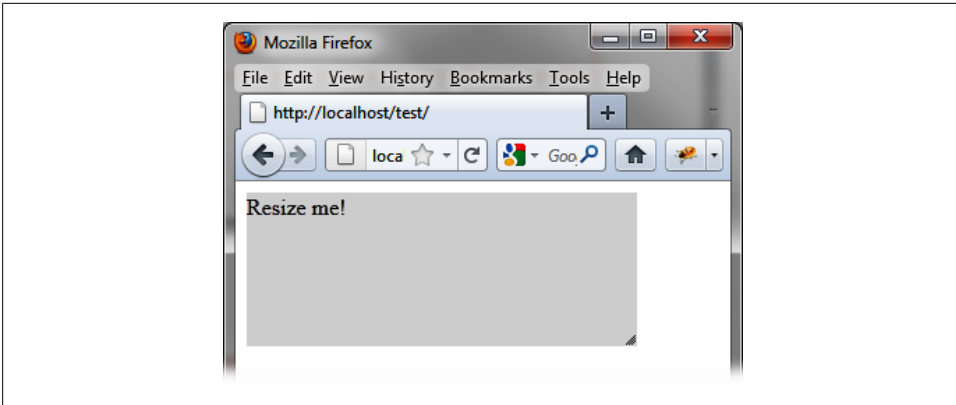 Mozilla Firefox
File Edit View History Bookmarks Tools Help
http://localhost/test/
loca Goo
Resize me!